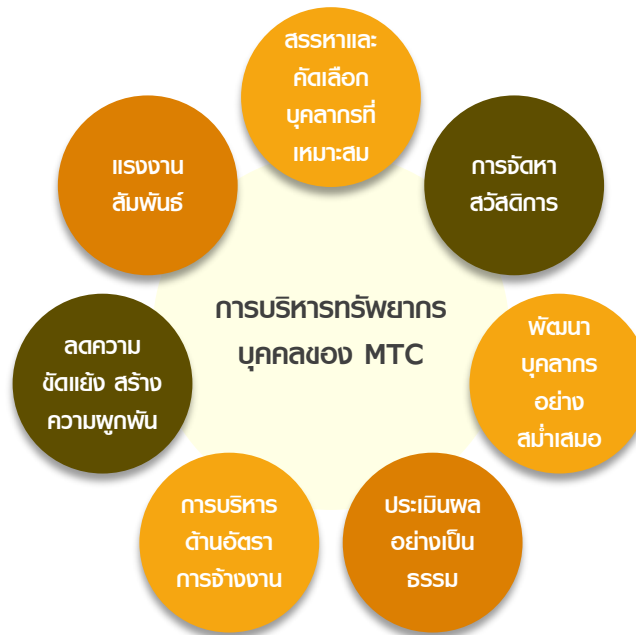 สรรหาและ
คัดเลือก
บุคลากรที่
เหมาะสม
การจัดหา
สวัสดิการ
พัฒนา
บุคลากร
อย่าง
สม่ำเสมอ
ประเมินผล
อย่างเป็น
ธรรม
การบริหาร
ด้านอัตรา
การจ้างงาน
ลดความ
ขัดแย้ง สร้าง
ความผูกพัน
แรงงาน
สัมพันธ์
การบริหารทรัพยากร
บุคคลของ MTC